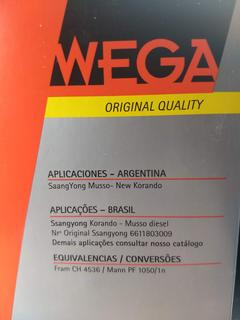 WEGA
ORIGINAL QUALITY
APLICACIONES - ARGENTINA
SaangYong Musso- New Korando
APLICAÇÕES - BRASIL
Ssangyong Korando - Musso diesel
Nrº Original Ssangyong 6611803009
Demais aplicações consultar nosso catálogo
EQUIVALENCIAS / CONVERSÕES
Fram CH 4536 / Mann PF 1050/1n